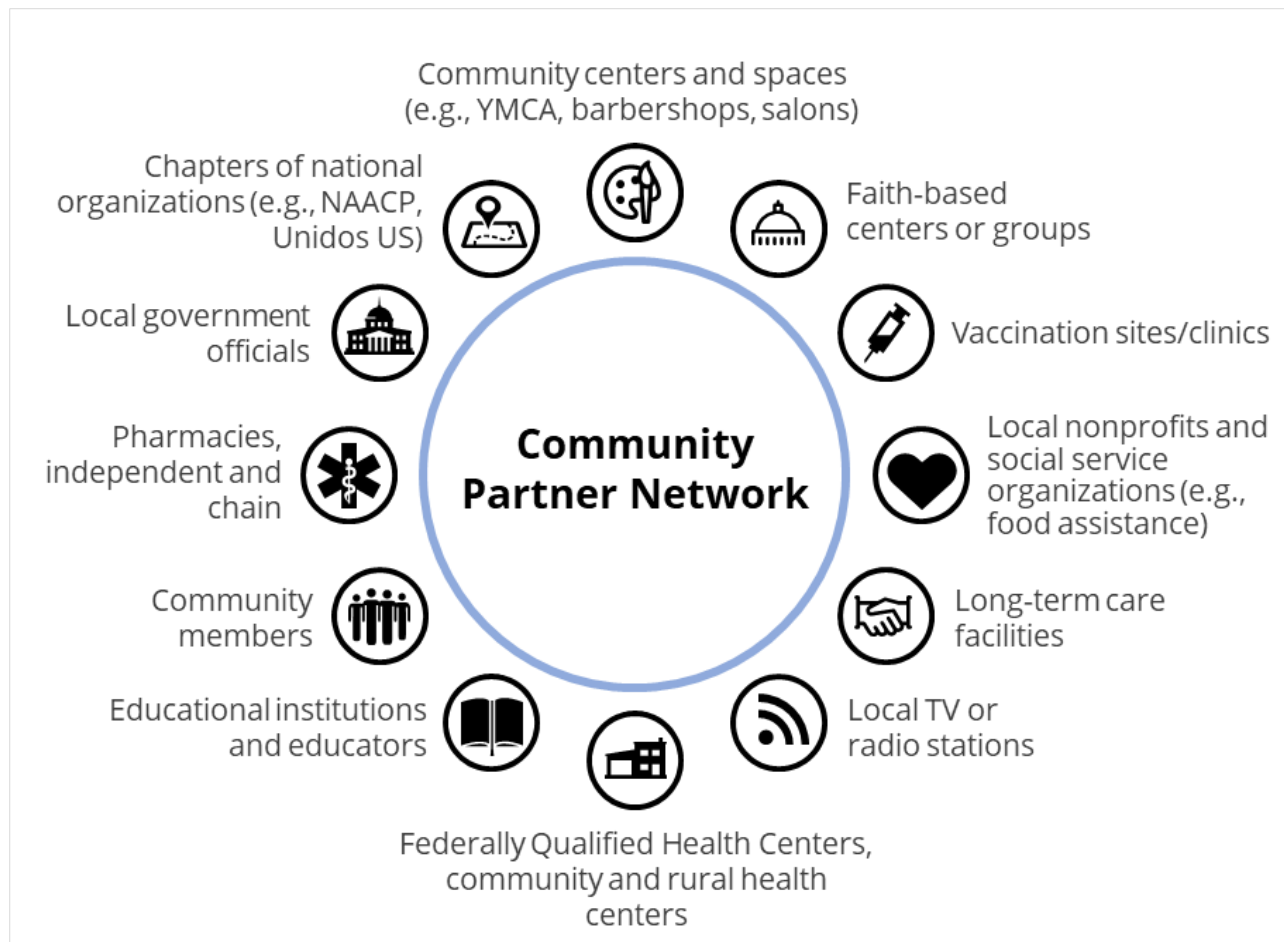 Community centers and spaces
(e.g., YMCA, barbershops, salons)
Chapters of national
organizations (e.g., NAACP,
Unidos US)
Faith-based
centers or groups
Local government
officials
Vaccination sites/clinics
Pharmacies,
independent and
chain
Community
Partner Network
Local nonprofits and
social service
organizations (e.g.,
food assistance)
Community
members
Long-term care
facilities
Educational institutions
and educators
Local TV or
radio stations
Federally Qualified Health Centers,
community and rural health
centers